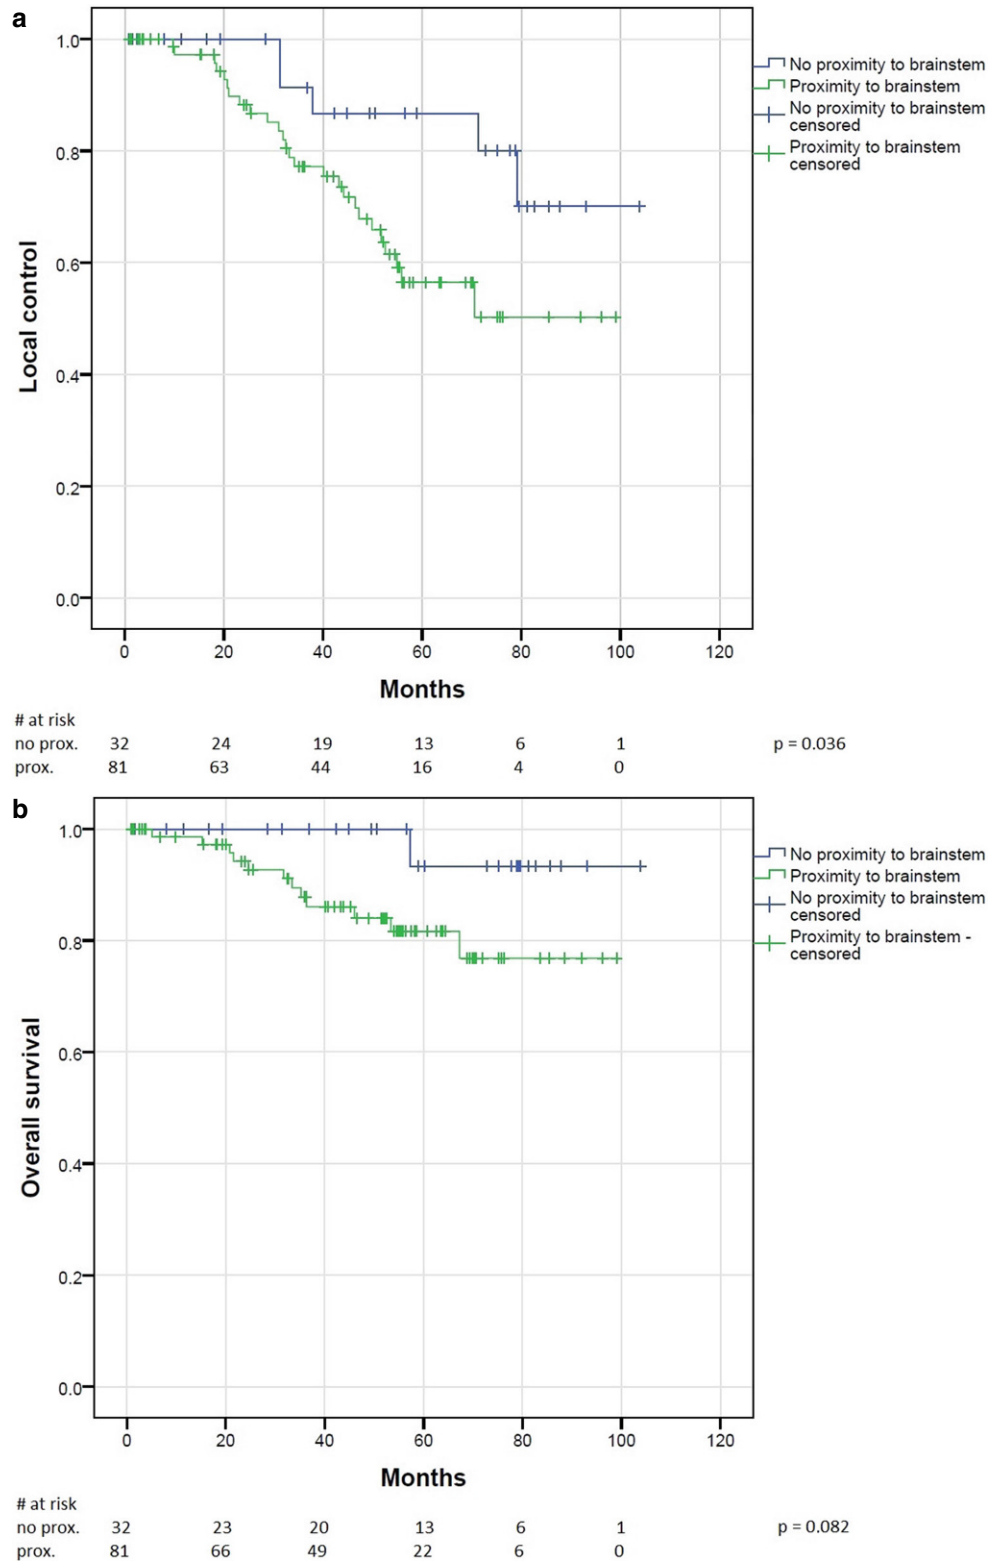 a
1.0
0.8
0.6
0.4
0.2
0.0
Local control
0 20 40 60 80 100 120
Months
No proximity to brainstem
Proximity to brainstem
No proximity to brainstem
censored
Proximity to brainstem
censored
# at risk
no prox. 32 24 19 13 6 1 p = 0.036
prox. 81 63 44 16 4 0
b
1.0
0.8
0.6
0.4
0.2
0.0
Overall survival
0 20 40 60 80 100 120
Months
No proximity to brainstem
Proximity to brainstem
No proximity to brainstem
censored
Proximity to brainstem -
censored
# at risk
no prox. 32 23 20 13 6 1 p = 0.082
prox. 81 66 49 22 6 0